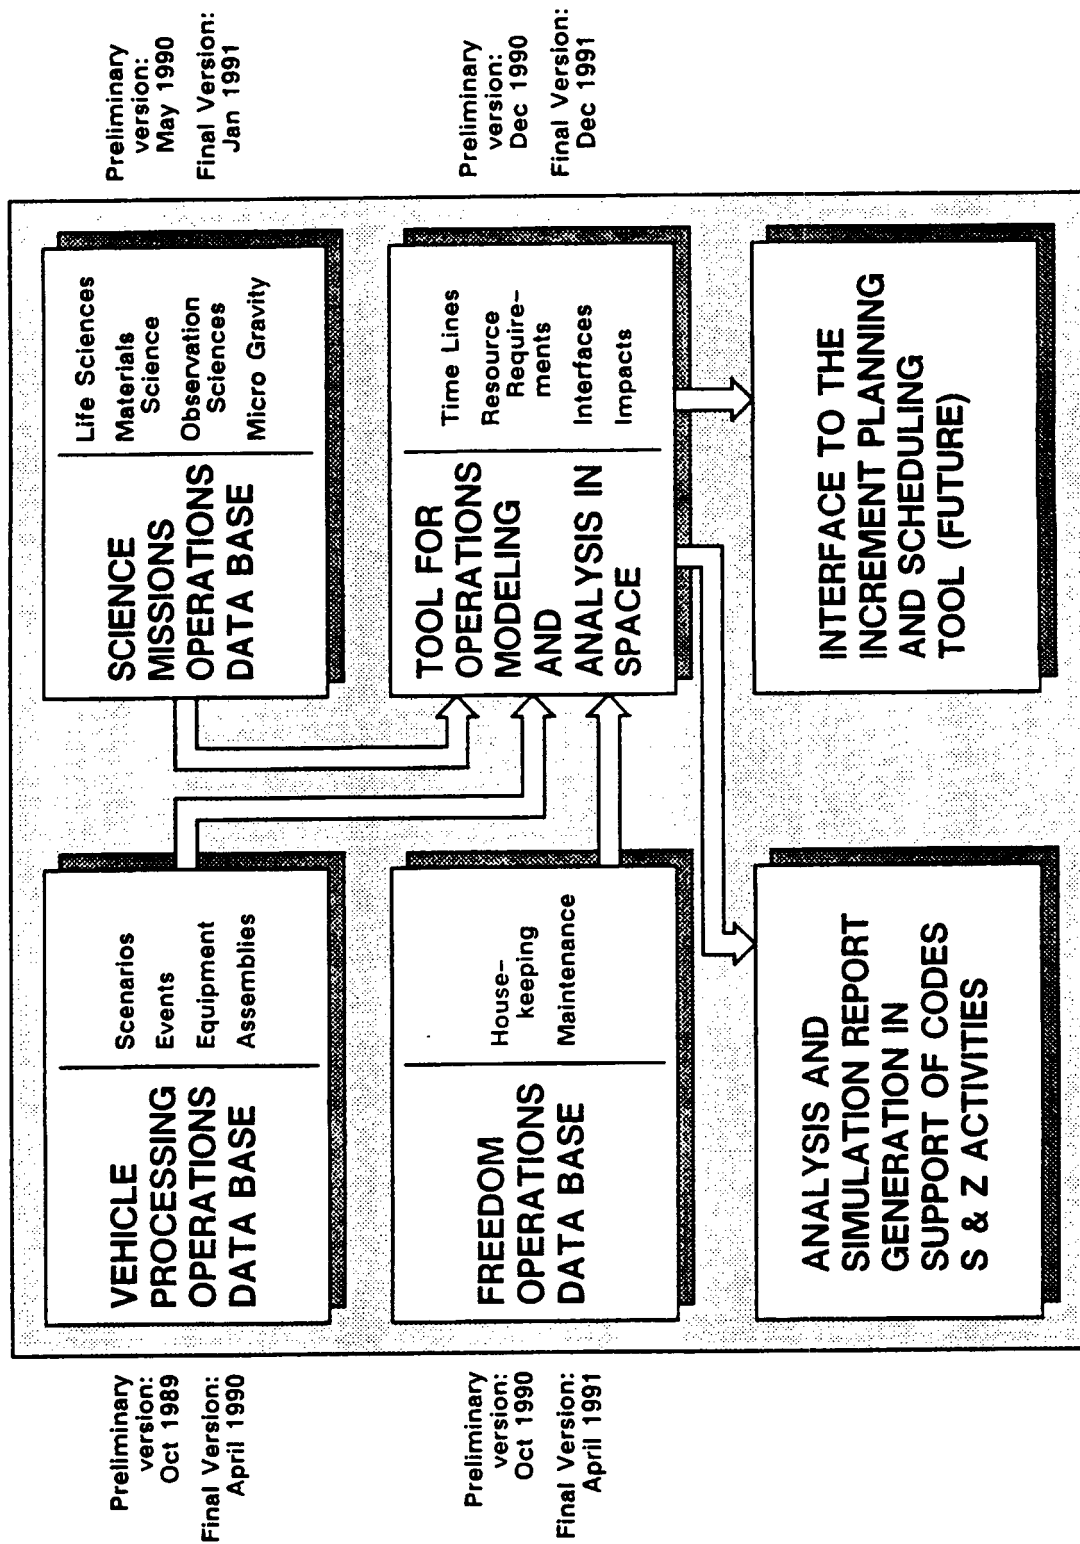 Preliminary
version:
Oct 1989
Final Version:
April 1990
VEHICLE
PROCESSING
OPERATIONS
DATA BASE
Scenarios
Events
Equipment
Assemblies
SCIENCE
MISSIONS
OPERATIONS
DATA BASE
Life Sciences
Materials
Science
Observation
Sciences
Micro Gravity
Preliminary
version:
May 1990
Final Version:
Jan 1991
Preliminary
version:
Oct 1990
Final Version:
April 1991
FREEDOM
OPERATIONS
DATA BASE
House-
keeping
Maintenance
TOOL FOR
OPERATIONS
MODELING
AND
ANALYSIS IN
SPACE
Time Lines
Resource
Require-
ments
Interfaces
Impacts
Preliminary
version:
Dec 1990
Final Version:
Dec 1991
ANALYSIS AND
SIMULATION REPORT
GENERATION IN
SUPPORT OF CODES
S & Z ACTIVITIES
INTERFACE TO THE
INCREMENT PLANNING
AND SCHEDULING
TOOL (FUTURE)